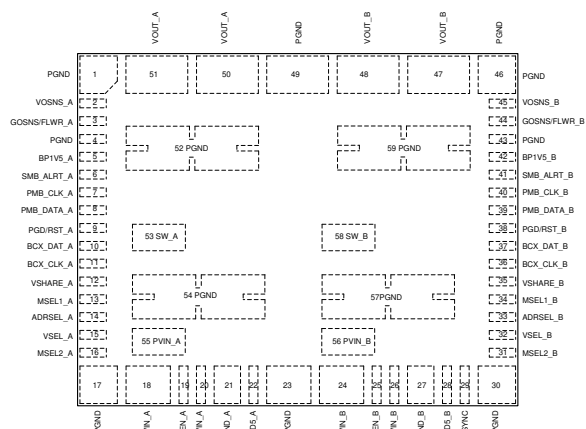 VOUT_A
VOUT_A
PGND
VOUT_B
VOUT_B
PGND
PGND 1 51 50 49 48 47 46 PGND
VOSNS_A 2 45 VOSNS_B
GOSNS/FLWR_A 3 44 GOSNS/FLWR_B
PGND 4 43 PGND
52 PGND 59 PGND
BP1V5_A 5 42 BP1V5_B
SMB_ALRT_A 6 41 SMB_ALRT_B
PMB_CLK_A 7 40 PMB_CLK_B
PMB_DATA_A 8 39 PMB_DATA_B
PGD/RST_A 9 38 PGD/RST_B
53 SW_A 58 SW_B
BCX_DAT_A 10 37 BCX_DAT_B
BCX_CLK_A 11 36 BCX_CLK_B
VSHARE_A 12 35 VSHARE_B
54 PGND 57PGND
MSEL1_A 13 34 MSEL1_B
ADRSEL_A 14 33 ADRSEL_B
VSEL_A 15 32 VSEL_B
55 PVIN_A 56 PVIN_B
MSEL2_A 16 31 MSEL2_B
17 18 19 20 21 22 23 24 25 26 27 28 29 30